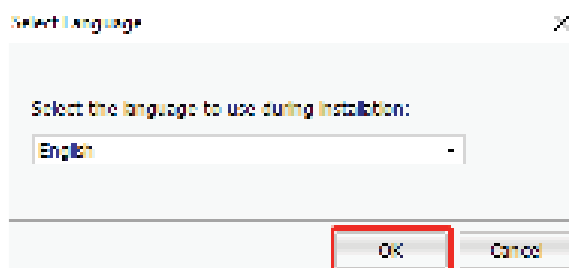 Select Language
Select the language to use during installation:
English
OK
Cancel